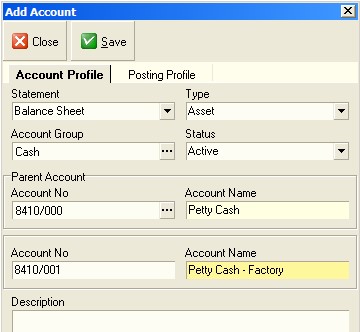 Add Account
Close Save
Account Profile Posting Profile
Statement Type
Balance Sheet Asset
Account Group Status
Cash ... Active
Parent Account
Account No Account Name
8410/000 ... Petty Cash
Account No Account Name
8410/001 Petty Cash - Factory
Description